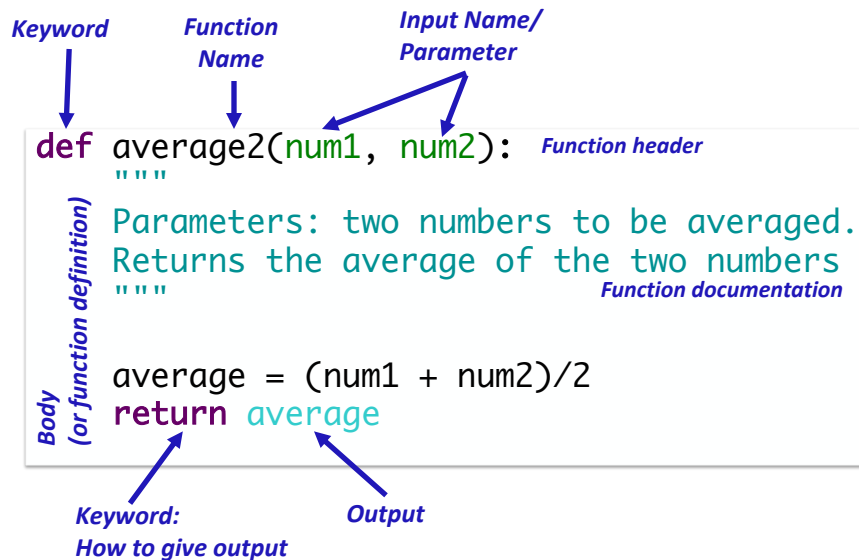 Keyword
Function
Name
Input Name/
Parameter
def average2(num1, num2):
Function header
"""
Parameters: two numbers to be averaged.
Returns the average of the two numbers
"""
Function documentation
Body
(or function definition)
average = (num1 + num2)/2
return average
Keyword:
How to give output
Output